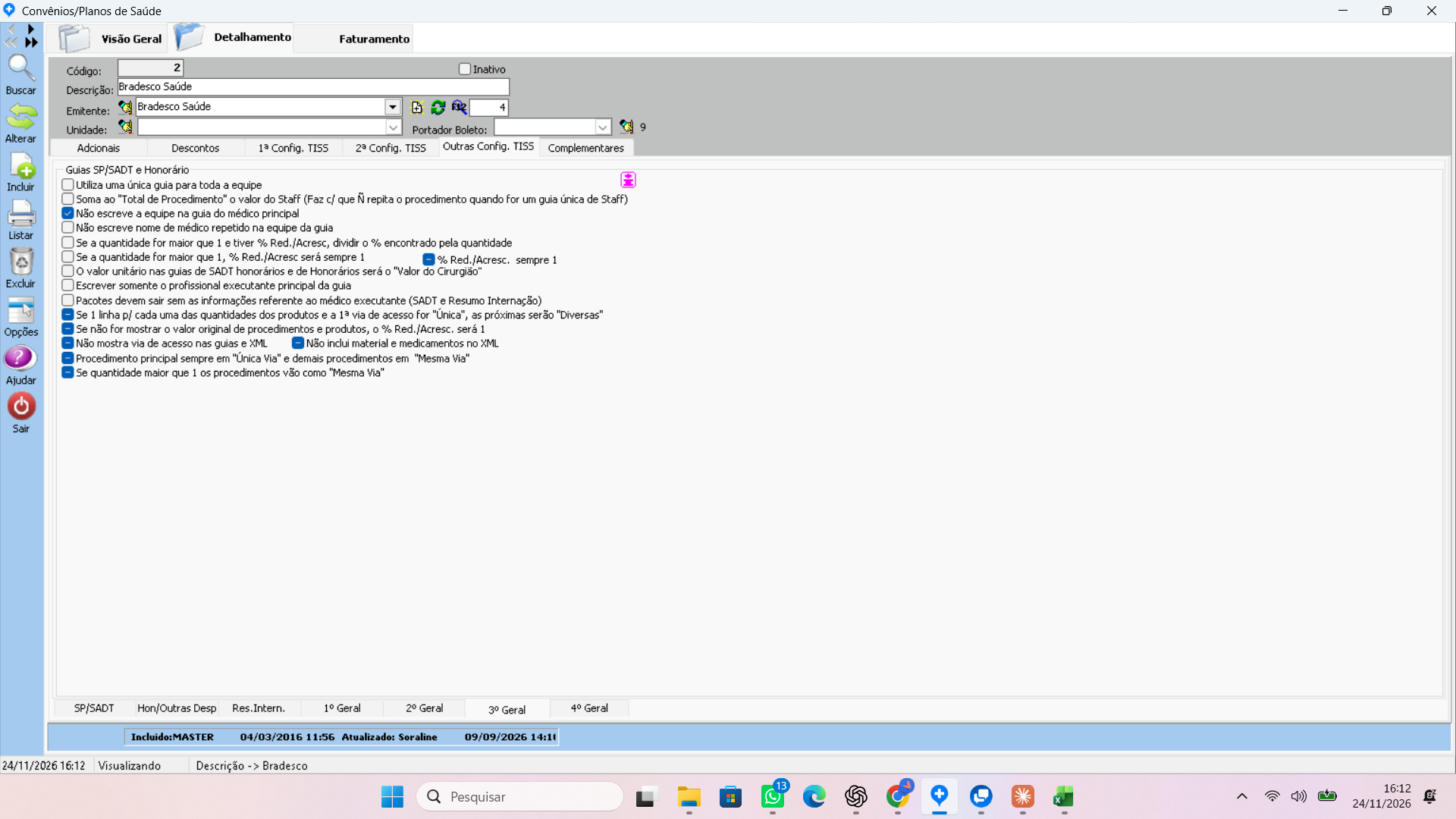 Convênios/Planos de Saúde
Visão Geral
Detalhamento
Faturamento
Buscar
Alterar
Incluir
Listar
Excluir
Opções
Ajudar
Sair
Código: 2
Inativo
Descrição: Bradesco Saúde
Emitente: Bradesco Saúde F12 4
Unidade: Portador Boleto: 9
Adcionais Descontos 1ª Config. TISS 2ª Config. TISS Outras Config. TISS Complementares
Guias SP/SADT e Honorário
Utiliza uma única guia para toda a equipe
Soma ao "Total de Procedimento" o valor do Staff (Faz c/ que Ñ repita o procedimento quando for um guia única de Staff)
Não escreve a equipe na guia do médico principal
Não escreve nome de médico repetido na equipe da guia
Se a quantidade for maior que 1 e tiver % Red./Acresc, dividir o % encontrado pela quantidade
Se a quantidade for maior que 1, % Red./Acresc será sempre 1 % Red./Acresc. sempre 1
O valor unitário nas guias de SADT honorários e de Honorários será o "Valor do Cirurgião"
Escrever somente o profissional executante principal da guia
Pacotes devem sair sem as informações referente ao médico executante (SADT e Resumo Internação)
Se 1 linha p/ cada uma das quantidades dos produtos e a 1ª via de acesso for "Única", as próximas serão "Diversas"
Se não for mostrar o valor original de procedimentos e produtos, o % Red./Acresc. será 1
Não mostra via de acesso nas guias e XML Não inclui material e medicamentos no XML
Procedimento principal sempre em "Única Via" e demais procedimentos em "Mesma Via"
Se quantidade maior que 1 os procedimentos vão como "Mesma Via"
SP/SADT Hon/Outras Desp Res.Intern. 1º Geral 2º Geral 3º Geral 4º Geral
Incluido:MASTER 04/03/2016 11:56 Atualizado: Soraline 09/09/2026 14:1
24/11/2026 16:12 Visualizando Descrição -> Bradesco
Pesquisar
13
16:12
24/11/2026